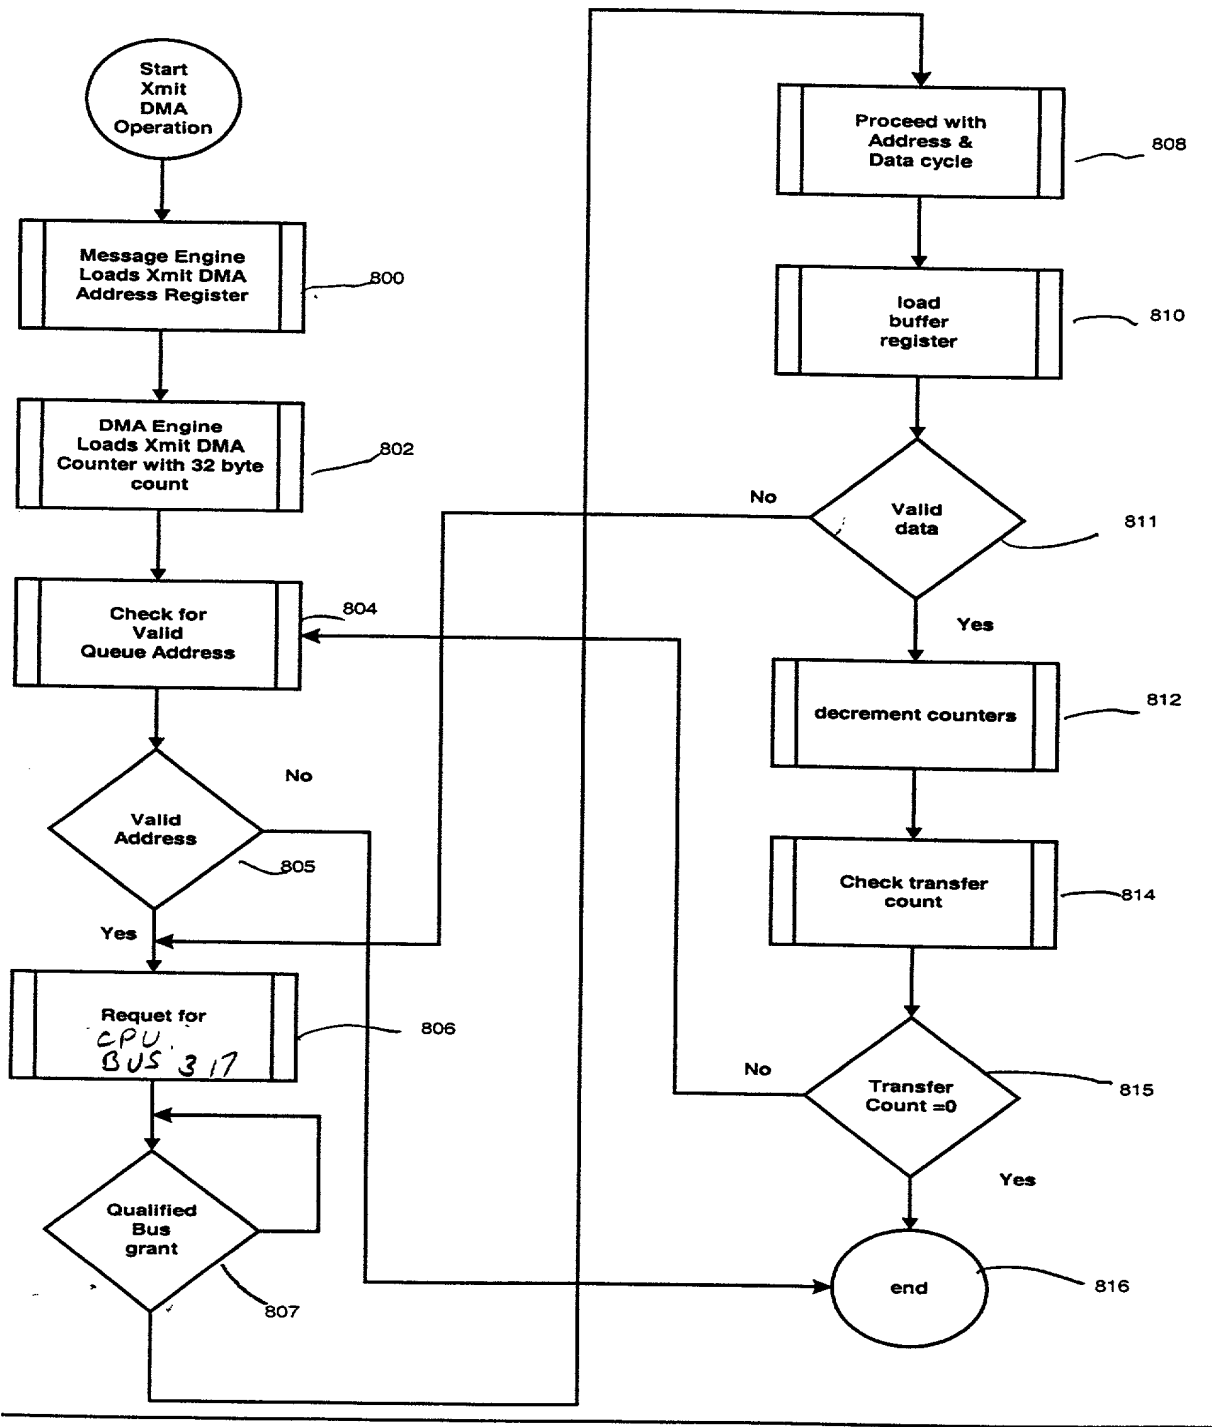 Start
Xmit
DMA
Operation
Message Engine
Loads Xmit DMA
Address Register
800
DMA Engine
Loads Xmit DMA
Counter with 32 byte
count
802
Check for
Valid
Queue Address
804
Valid
Address
No
805
Yes
Requet for
CPU
BUS 317
806
Qualified
Bus
grant
807
Proceed with
Address &
Data cycle
808
load
buffer
register
810
Valid
data
No
811
Yes
decrement counters
812
Check transfer
count
814
Transfer
Count =0
No
815
Yes
end
816